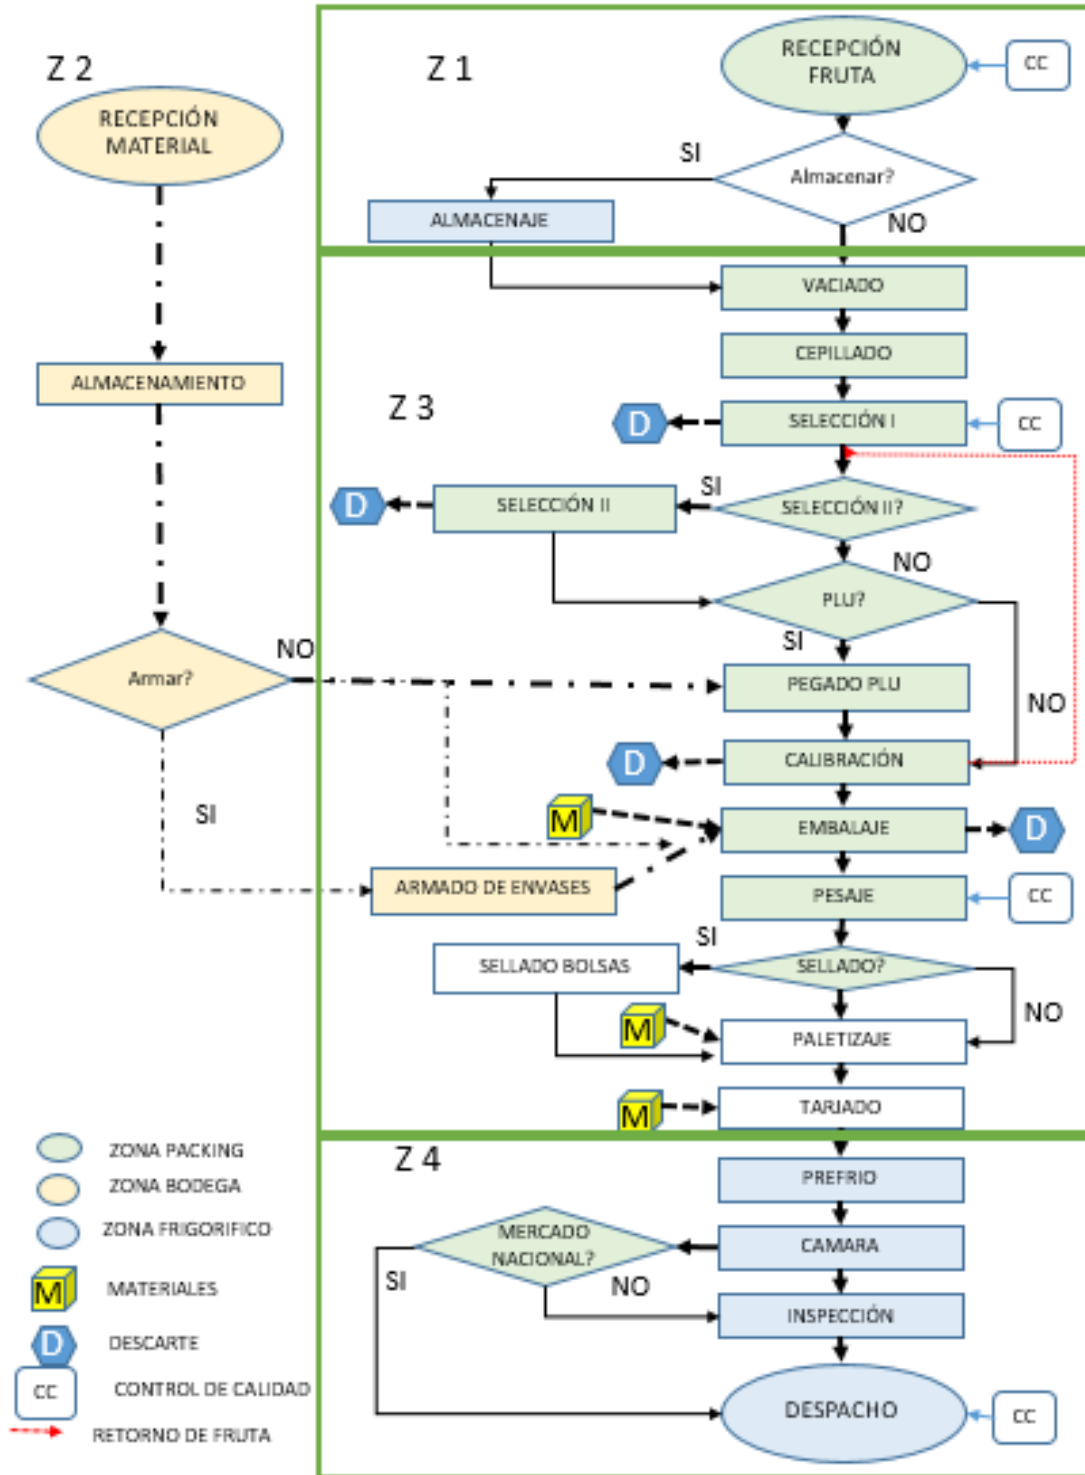 Z 2
Z 1
RECEPCIÓN
FRUTA
CC
RECEPCIÓN
MATERIAL
SI
Almacenar?
ALMACENAJE
NO
VACIADO
CEPILLADO
ALMACENAMIENTO
Z 3
D
SELECCIÓN I
CC
SI
D
SELECCIÓN II
SELECCIÓN II?
NO
PLU?
SI
NO
Armar?
PEGADO PLU
NO
D
CALIBRACIÓN
SI
M
EMBALAJE
D
ARMADO DE ENVASES
PESAJE
CC
SI
SELLADO BOLSAS
SELLADO?
NO
M
PALETIZAJE
M
TARJADO
Z 4
ZONA PACKING
ZONA BODEGA
ZONA FRIGORIFICO
M
MATERIALES
D
DESCARTE
CC
CONTROL DE CALIDAD
RETORNO DE FRUTA
PREFRIO
MERCADO
NACIONAL?
CAMARA
SI
NO
INSPECCIÓN
DESPACHO
CC